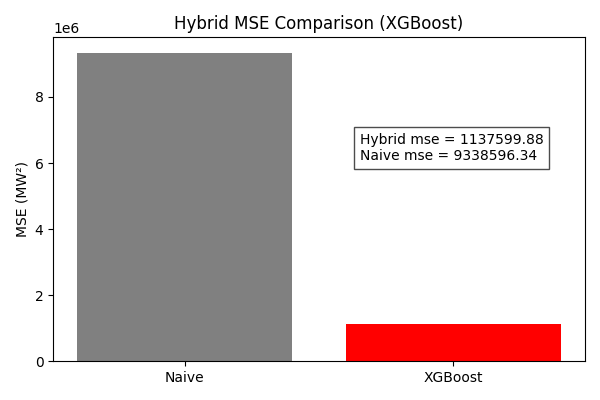 Hybrid MSE Comparison (XGBoost)
1e6
8
6
4
2
0
MSE (MW²)
Hybrid mse = 1137599.88
Naive mse = 9338596.34
Naive
XGBoost